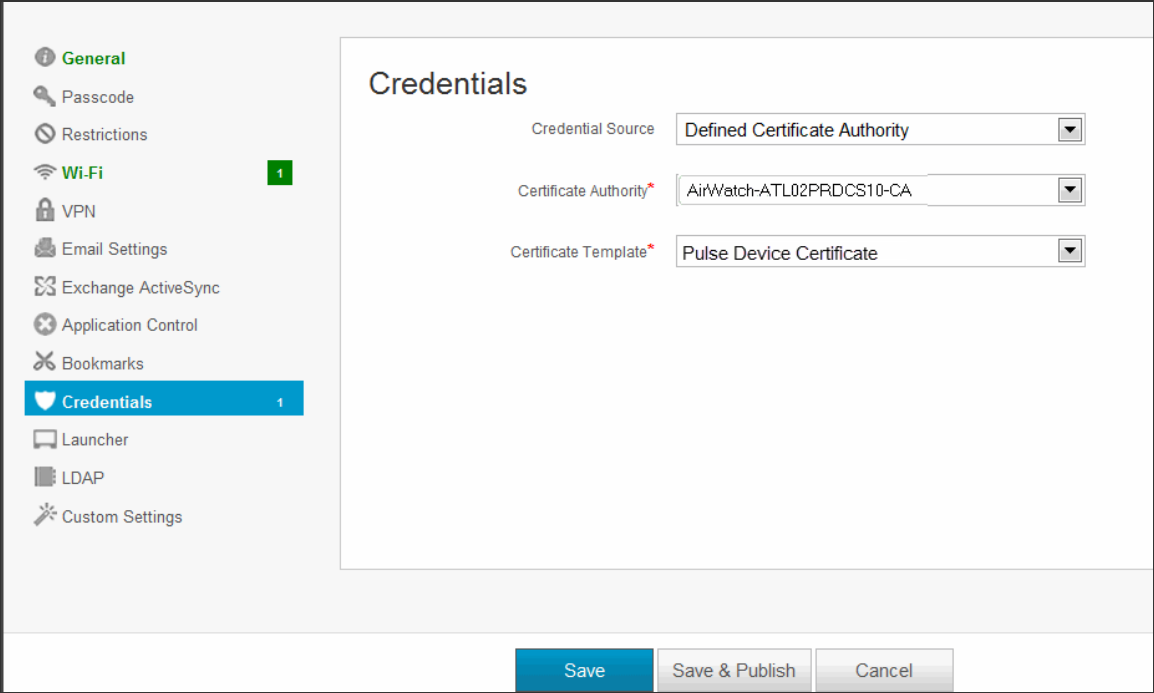 General
Passcode
Restrictions
Wi-Fi 1
VPN
Email Settings
Exchange ActiveSync
Application Control
Bookmarks
Credentials 1
Launcher
LDAP
Custom Settings
Credentials
Credential Source Defined Certificate Authority
Certificate Authority* AirWatch-ATL02PRDCS10-CA
Certificate Template* Pulse Device Certificate
Save Save & Publish Cancel